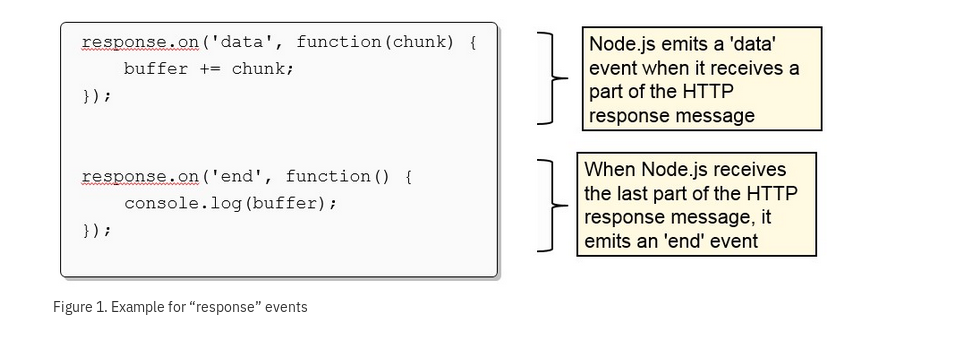 response.on('data', function(chunk) {
    buffer += chunk;
});
response.on('end', function() {
    console.log(buffer);
});
Node.js emits a 'data'
event when it receives a
part of the HTTP
response message
When Node.js receives
the last part of the HTTP
response message, it
emits an 'end' event
Figure 1. Example for “response” events